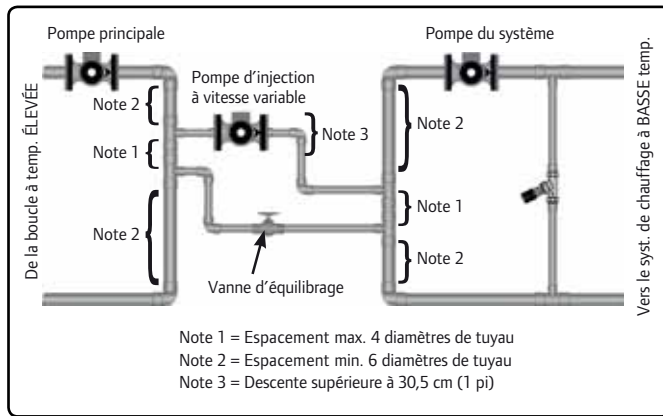 Pompe principale
Pompe du système
Pompe d'injection
à vitesse variable
De la boucle à temp. ÉLEVÉE
Note 2
Note 1
Note 2
Note 3
Note 2
Note 1
Note 2
Vanne d'équilibrage
Vers le syst. de chauffage à BASSE temp.
Note 1 = Espacement max. 4 diamètres de tuyau
Note 2 = Espacement min. 6 diamètres de tuyau
Note 3 = Descente supérieure à 30,5 cm (1 pi)